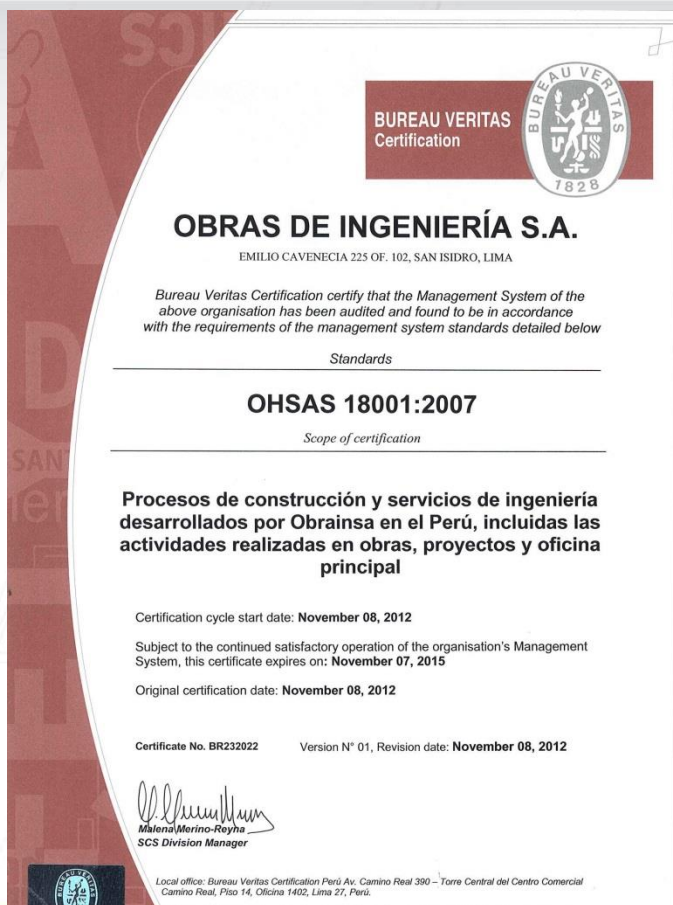 BUREAU VERITAS
Certification
BUREAU VERITAS
1828
OBRAS DE INGENIERÍA S.A.
EMILIO CAVENECIA 225 OF. 102, SAN ISIDRO, LIMA
Bureau Veritas Certification certify that the Management System of the
above organisation has been audited and found to be in accordance
with the requirements of the management system standards detailed below
Standards
OHSAS 18001:2007
Scope of certification
Procesos de construcción y servicios de ingeniería
desarrollados por Obrainsa en el Perú, incluidas las
actividades realizadas en obras, proyectos y oficina
principal
Certification cycle start date: November 08, 2012
Subject to the continued satisfactory operation of the organisation's Management
System, this certificate expires on: November 07, 2015
Original certification date: November 08, 2012
Certificate No. BR232022 Version N° 01, Revision date: November 08, 2012
Malena Merino-Reyna
SCS Division Manager
Local office: Bureau Veritas Certification Perú Av. Camino Real 390 – Torre Central del Centro Comercial
Camino Real, Piso 14, Oficina 1402, Lima 27, Perú.
BUREAU VERITAS